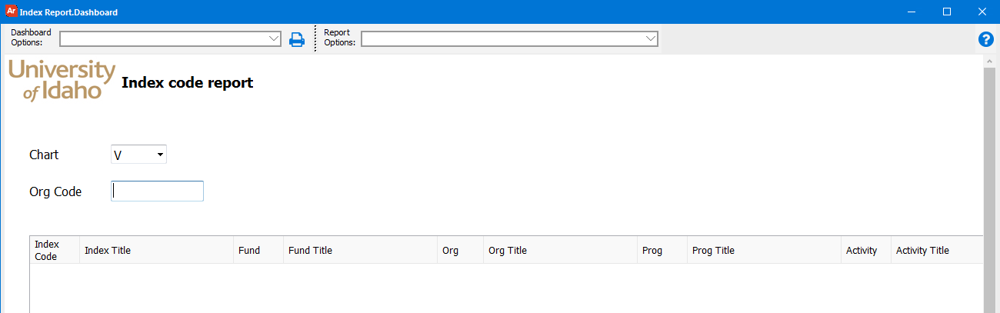 Ar Index Report.Dashboard
Dashboard
Options:
Report
Options:
?
University
of Idaho
Index code report
Chart V
Org Code
Index
Code Index Title Fund Fund Title Org Org Title Prog Prog Title Activity Activity Title